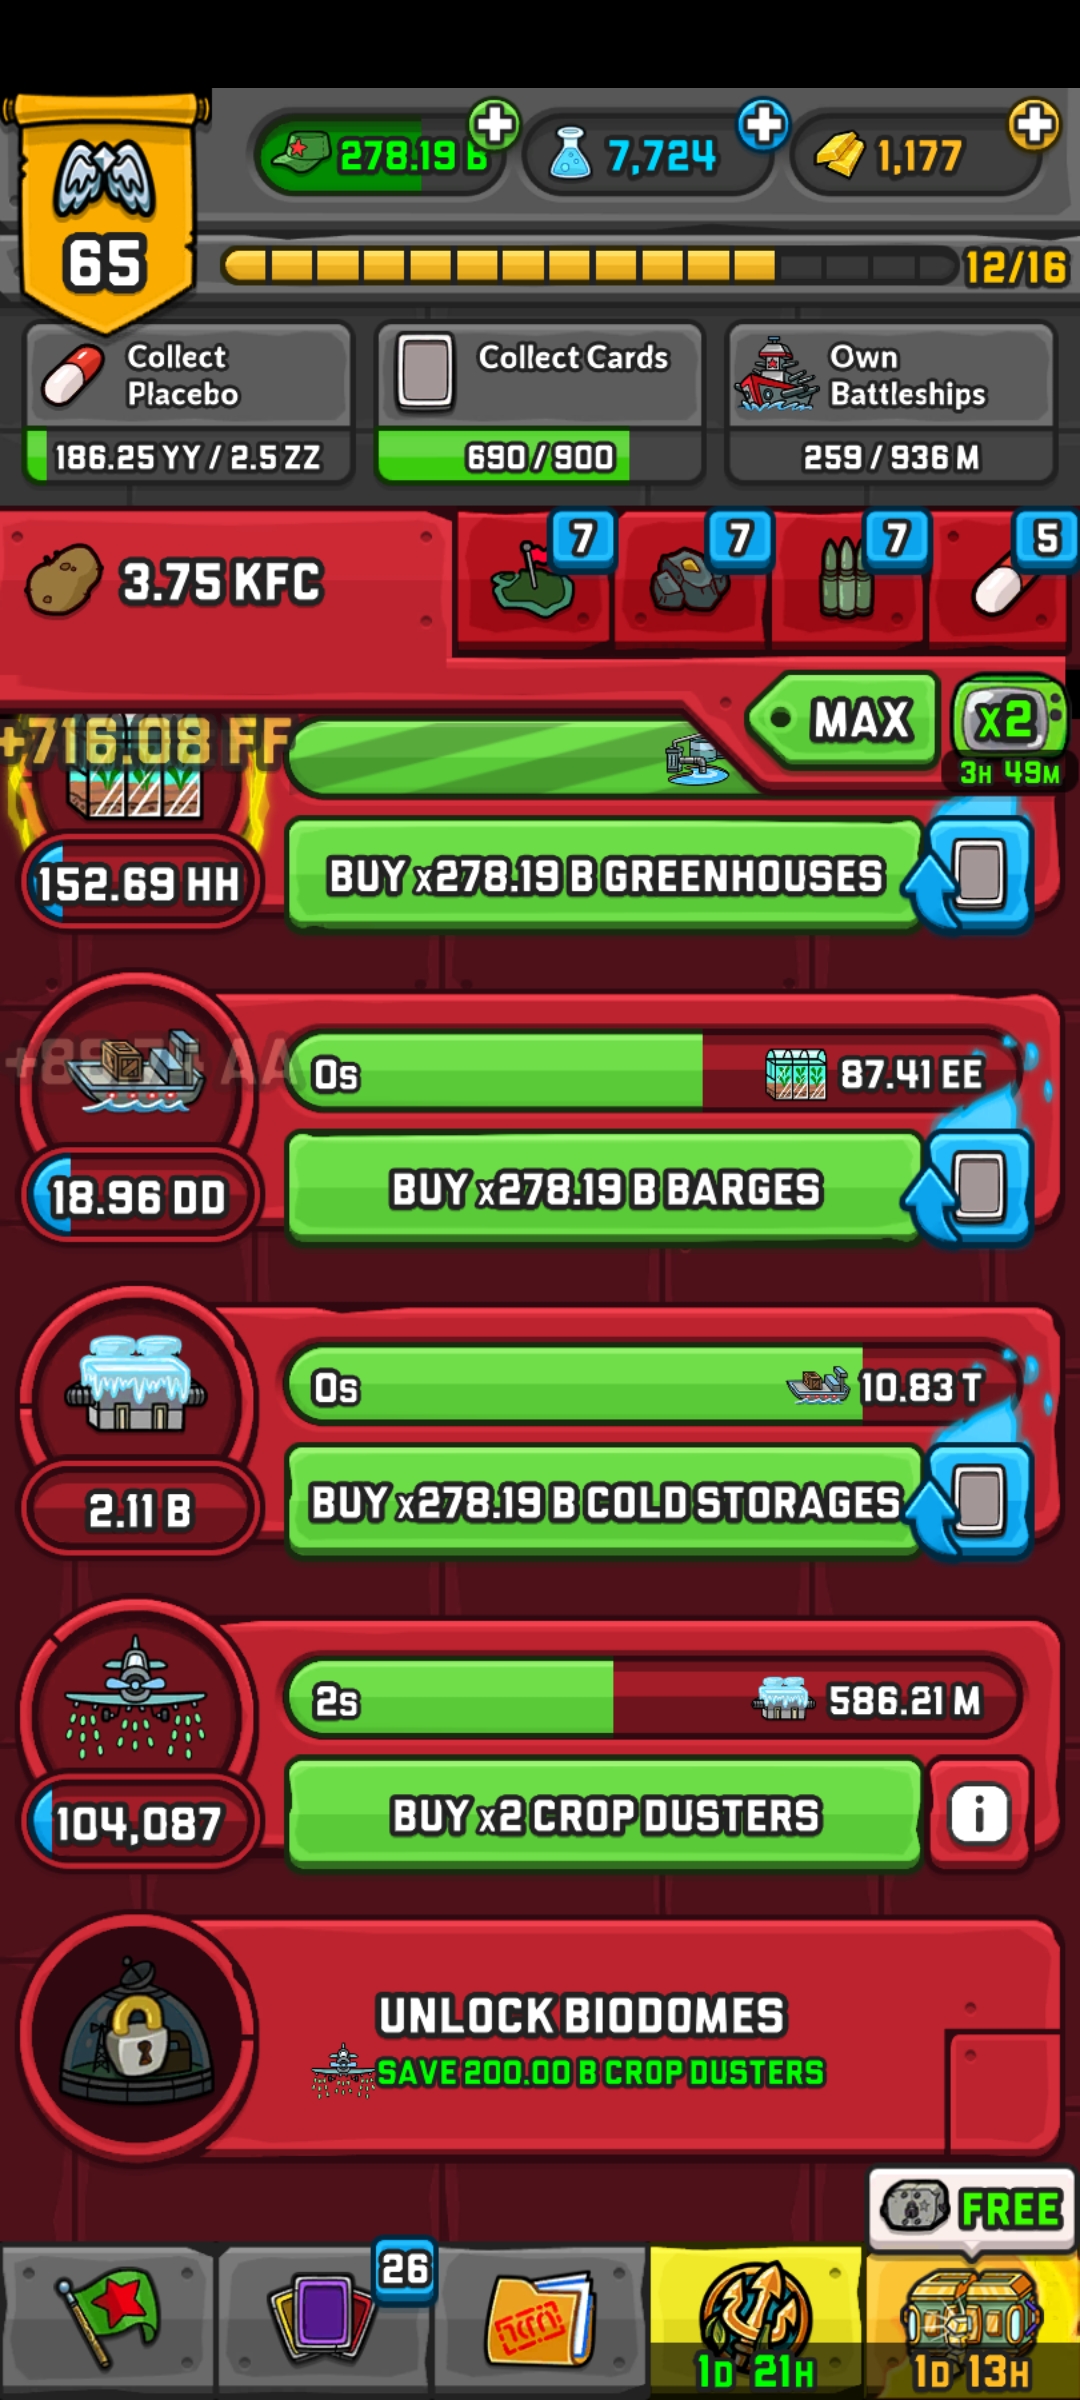 65
278.19 B
7,724
1,177
12/16
Collect
Placebo
186.25 YY / 2.5 ZZ
Collect Cards
690 / 900
Own
Battleships
259 / 936 M
3.75 KFC
7
7
7
5
MAX
x2
3H 49M
+716.08 FF
152.69 HH
BUY x278.19 B GREENHOUSES
0s
87.41 EE
18.96 DD
BUY x278.19 B BARGES
0s
10.83 T
2.11 B
BUY x278.19 B COLD STORAGES
2s
586.21 M
104,087
BUY x2 CROP DUSTERS
i
UNLOCK BIODOMES
SAVE 200.00 B CROP DUSTERS
FREE
26
1D 21H
1D 13H